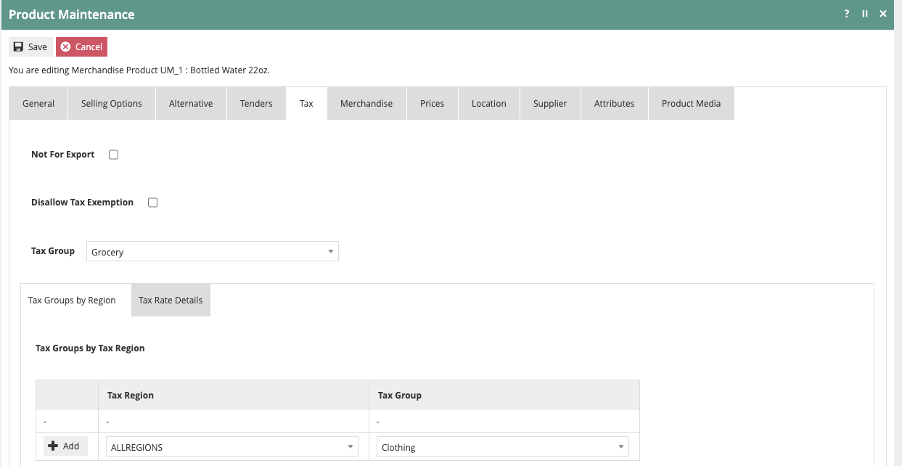 Product Maintenance ? II ×
Save Cancel
You are editing Merchandise Product UM_1 : Bottled Water 22oz.
General Selling Options Alternative Tenders Tax Merchandise Prices Location Supplier Attributes Product Media
Not For Export
Disallow Tax Exemption
Tax Group Grocery
Tax Groups by Region Tax Rate Details
Tax Groups by Tax Region
Tax Region Tax Group
- - -
Add ALLREGIONS Clothing